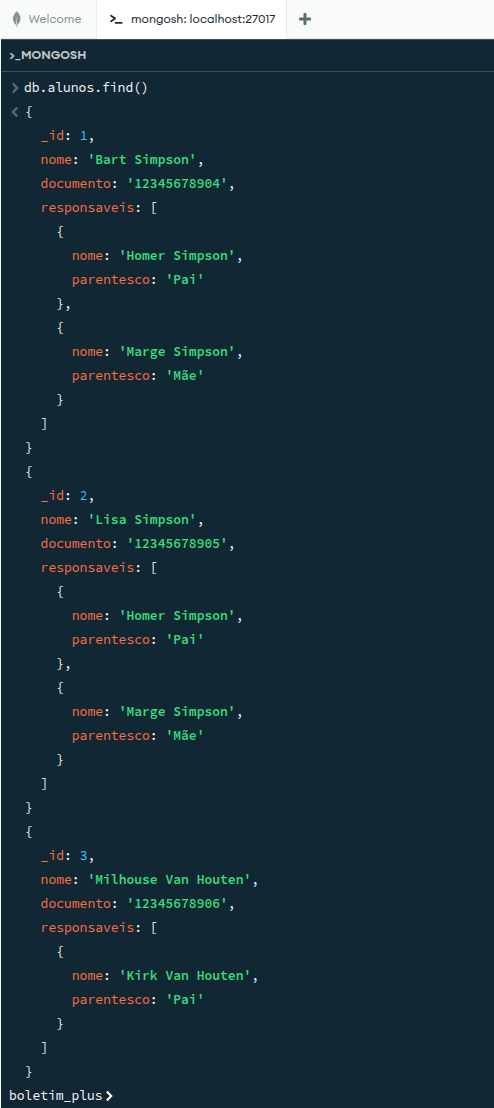 Welcome
>_ mongosh: localhost:27017 +
>_MONGOSH
> db.alunos.find()
< {
_id: 1,
nome: 'Bart Simpson',
documento: '12345678904',
responsaveis: [
{
nome: 'Homer Simpson',
parentesco: 'Pai'
},
{
nome: 'Marge Simpson',
parentesco: 'Mãe'
}
]
}
{
_id: 2,
nome: 'Lisa Simpson',
documento: '12345678905',
responsaveis: [
{
nome: 'Homer Simpson',
parentesco: 'Pai'
},
{
nome: 'Marge Simpson',
parentesco: 'Mãe'
}
]
}
{
_id: 3,
nome: 'Milhouse Van Houten',
documento: '12345678906',
responsaveis: [
{
nome: 'Kirk Van Houten',
parentesco: 'Pai'
}
]
}
boletim_plus>